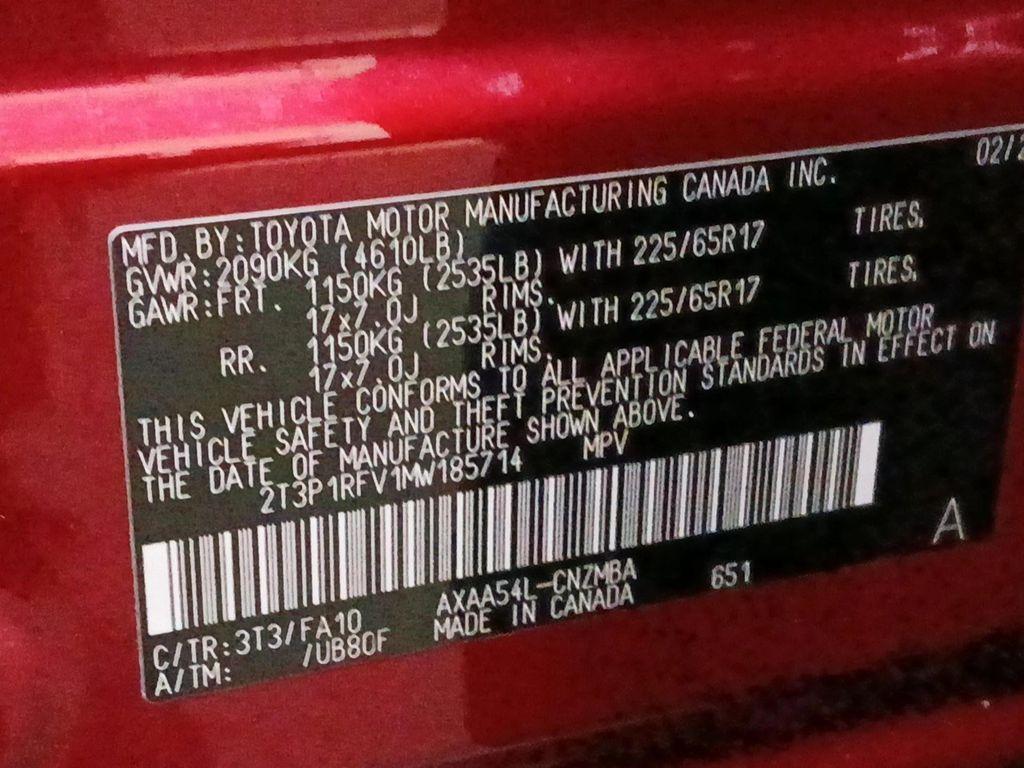 02/2
MFD. BY: TOYOTA MOTOR MANUFACTURING CANADA INC.
GVWR: 2090KG (4610LB)
GAWR: FRT. 1150KG (2535LB) WITH 225/65R17 TIRES,
17x7.0J RIMS.
RR. 1150KG (2535LB) WITH 225/65R17 TIRES,
17x7.0J RIMS.
THIS VEHICLE CONFORMS TO ALL APPLICABLE FEDERAL MOTOR
VEHICLE SAFETY AND THEFT PREVENTION STANDARDS IN EFFECT ON
THE DATE OF MANUFACTURE SHOWN ABOVE.
2T3P1RFV1MW185714 MPV
A
C/TR: 3T3/FA10 AXAA54L-CNZMBA 651
A/TM: /UB80F MADE IN CANADA